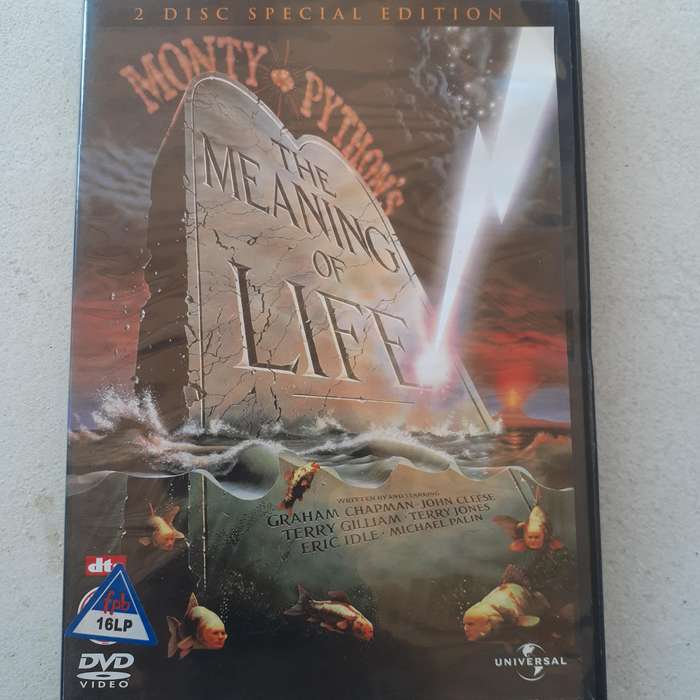 2 DISC SPECIAL EDITION
MONTY PYTHON'S
THE
MEANING
OF
LIFE
WRITTEN BY AND STARRING
GRAHAM CHAPMAN · JOHN CLEESE
TERRY GILLIAM · TERRY JONES
ERIC IDLE · MICHAEL PALIN
dts
fpb
16LP
DVD
VIDEO
UNIVERSAL